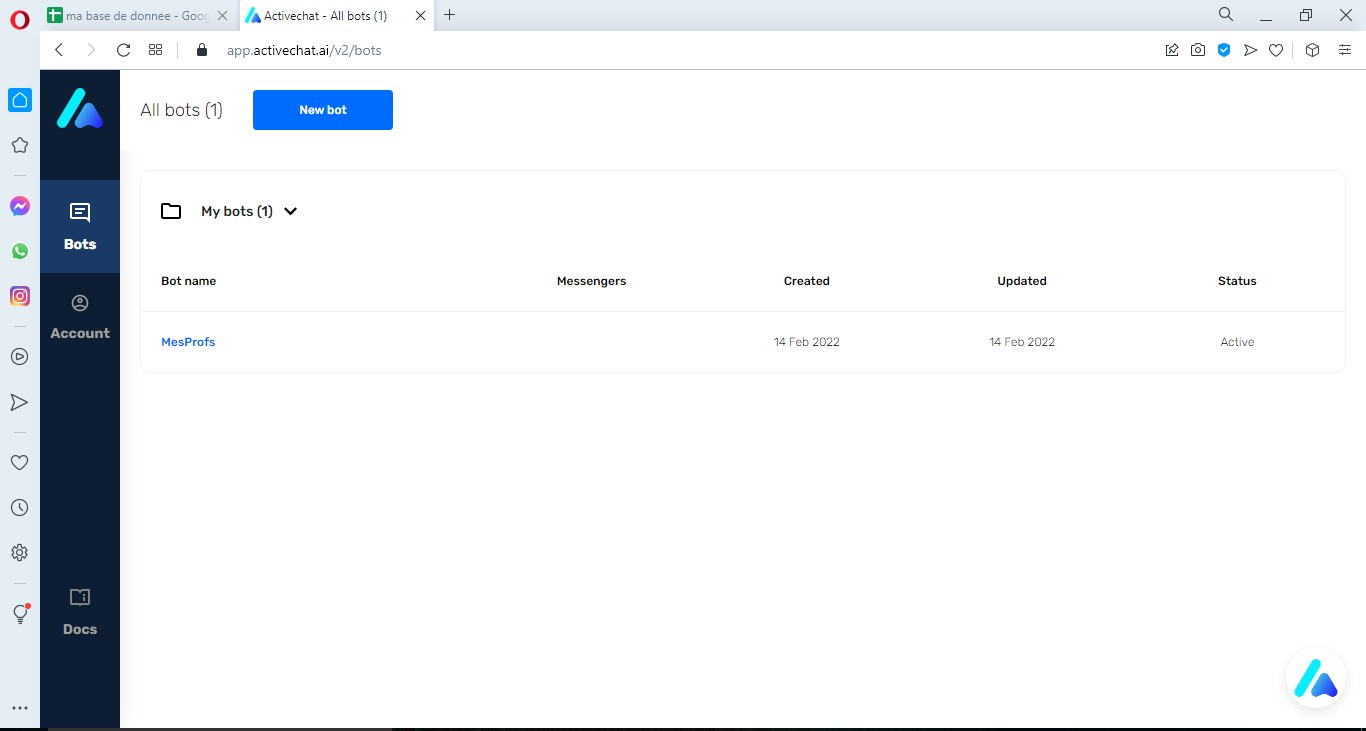 ma base de donnee - Goog
Activechat - All bots (1)
app.activechat.ai/v2/bots
All bots (1)
New bot
Bots
Account
Docs
My bots (1)
Bot name
Messengers
Created
Updated
Status
MesProfs
14 Feb 2022
14 Feb 2022
Active